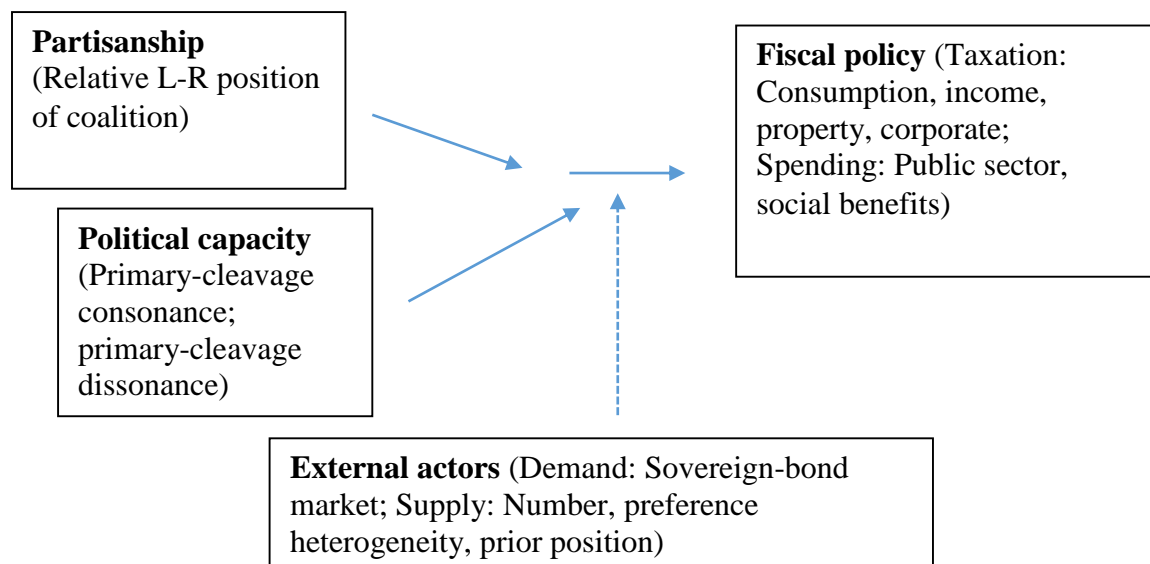 Partisanship
(Relative L-R position
of coalition)
Fiscal policy (Taxation:
Consumption, income,
property, corporate;
Spending: Public sector,
social benefits)
Political capacity
(Primary-cleavage
consonance;
primary-cleavage
dissonance)
External actors (Demand: Sovereign-bond
market; Supply: Number, preference
heterogeneity, prior position)